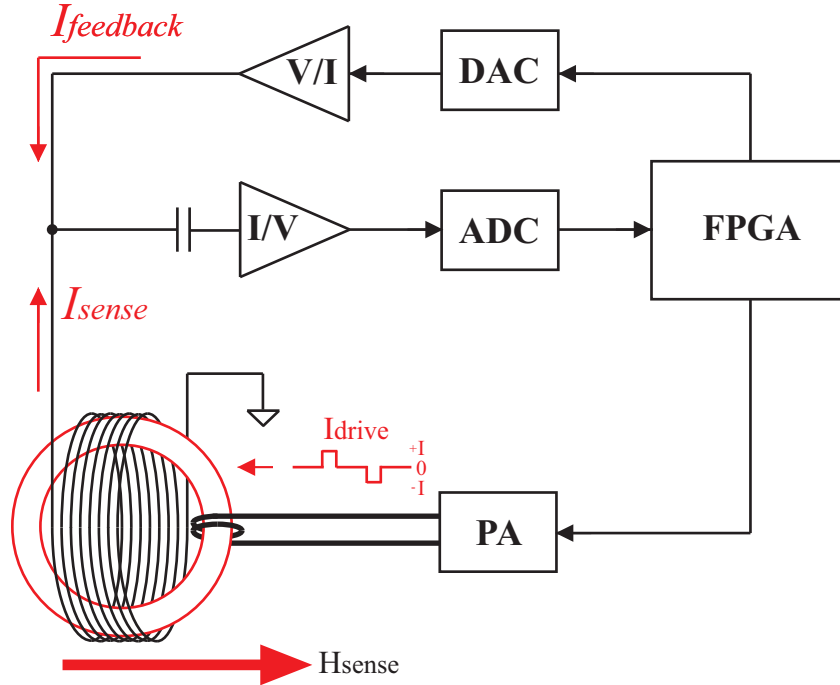 Ifeedback
V/I
DAC
I/V
ADC
FPGA
Isense
Idrive
+I
0
-I
PA
Hsense